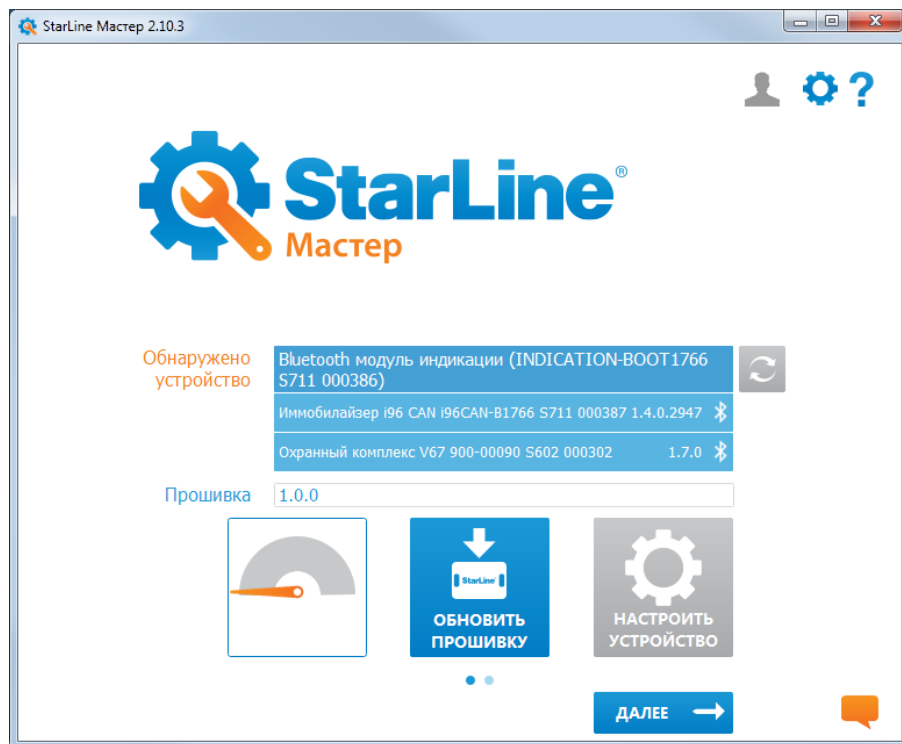 StarLine Мастер 2.10.3
?
StarLine®
Мастер
Обнаружено
устройство
Bluetooth модуль индикации (INDICATION-BOOT1766
S711 000386)
Иммобилайзер i96 CAN i96CAN-B1766 S711 000387 1.4.0.2947
Охранный комплекс V67 900-00090 S602 000302 1.7.0
Прошивка 1.0.0
StarLine
ОБНОВИТЬ
ПРОШИВКУ
НАСТРОИТЬ
УСТРОЙСТВО
ДАЛЕЕ